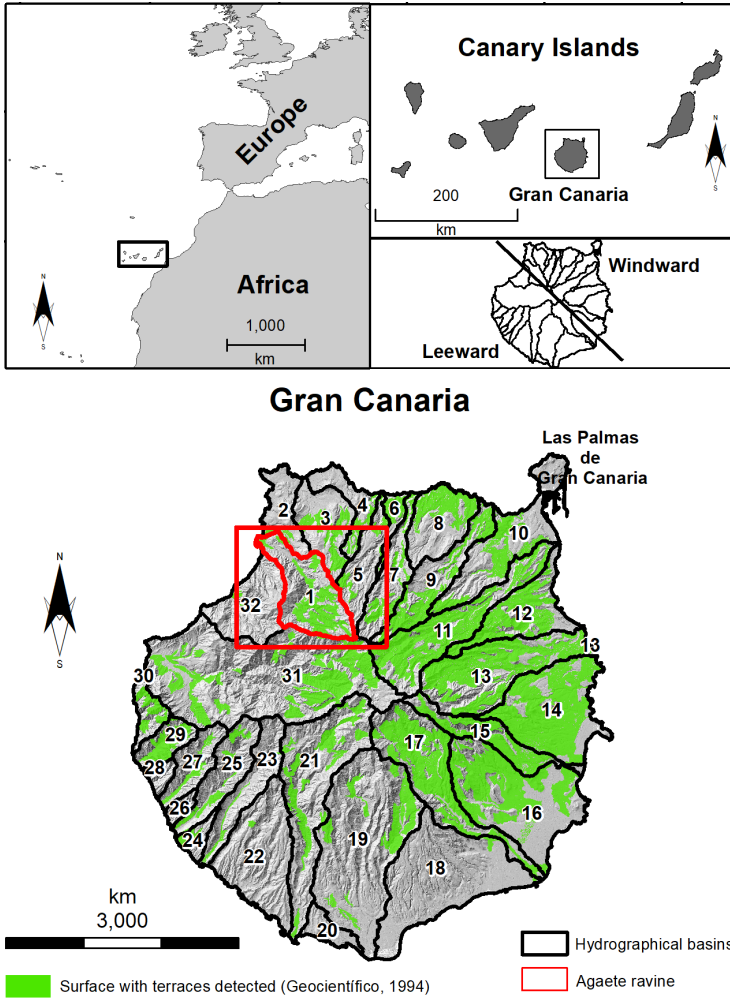 Europe
Africa
1,000
km
N
S
Canary Islands
Gran Canaria
200
km
N
S
Windward
Leeward
Gran Canaria
Las Palmas
de
Gran Canaria
N
S
2
3
4
6
8
10
5
7
9
1
32
12
11
13
13
31
30
14
29
17
15
28
27
25
23
21
26
16
24
19
22
18
20
km
3,000
Hydrographical basins
Surface with terraces detected (Geocientífico, 1994)
Agaete ravine